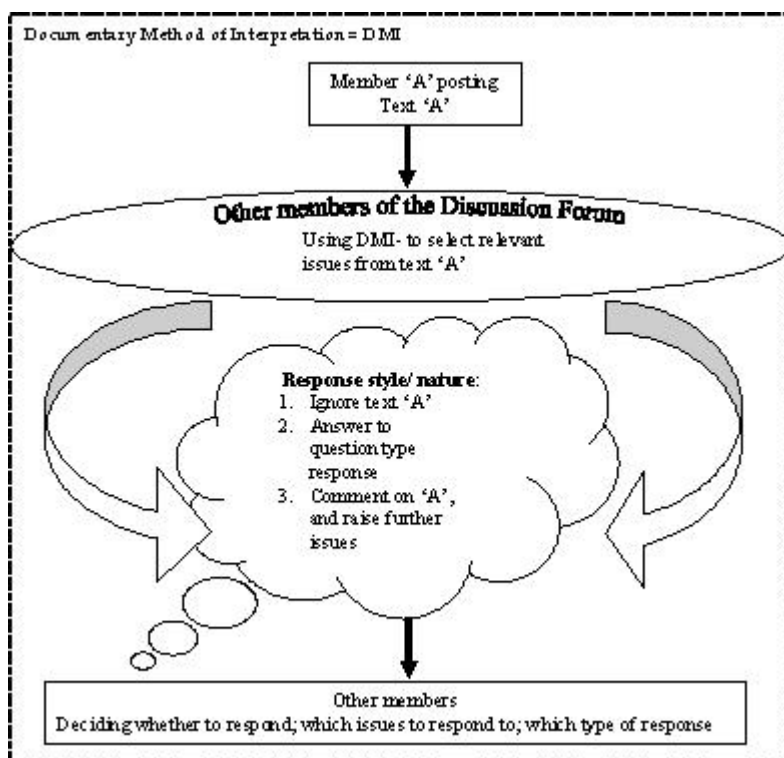 Documentary Method of Interpretation = DMI
Member ‘A’ posting
Text ‘A’
Other members of the Discussion Forum
Using DMI- to select relevant
issues from text ‘A’
Response style/ nature:
1. Ignore text ‘A’
2. Answer to
question type
response
3. Comment on ‘A’,
and raise further
issues
Other members
Deciding whether to respond; which issues to respond to; which type of response